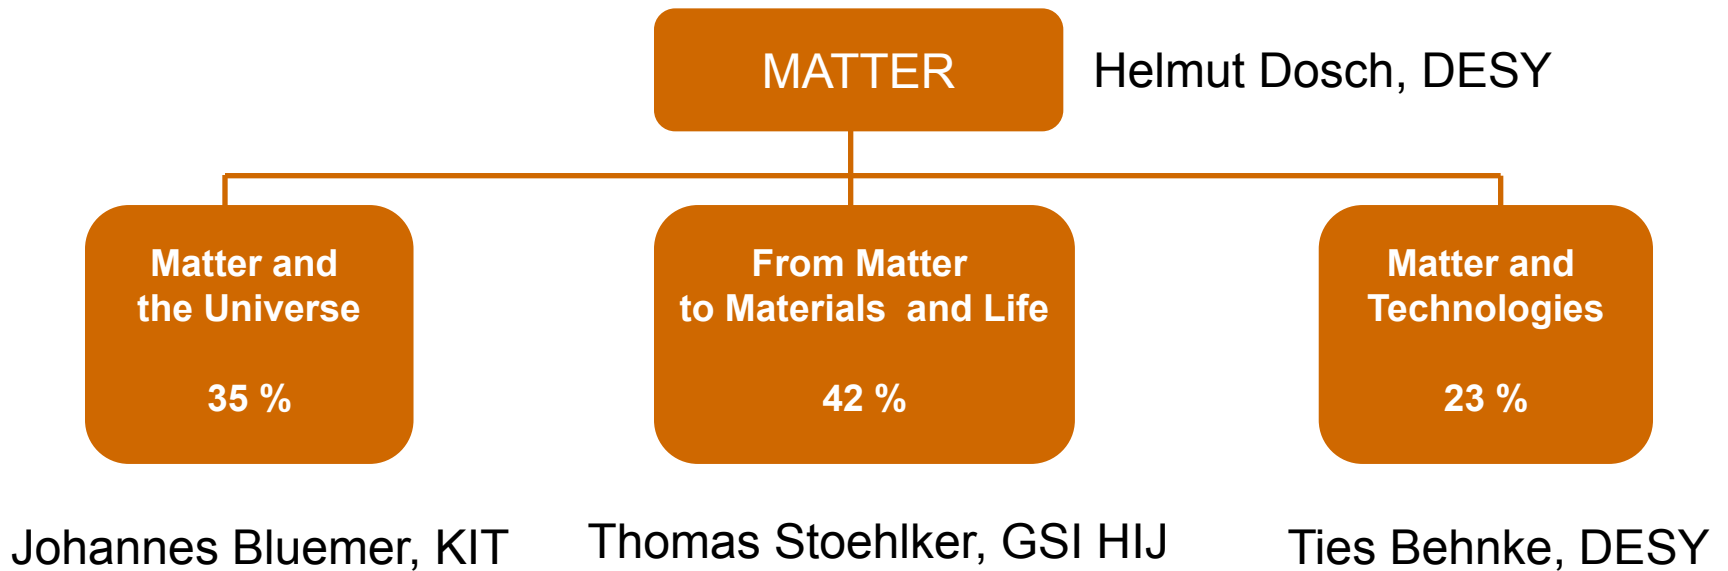 MATTER
Helmut Dosch, DESY
Matter and
the Universe
35 %
From Matter
to Materials and Life
42 %
Matter and
Technologies
23 %
Johannes Bluemer, KIT
Thomas Stoehlker, GSI HIJ
Ties Behnke, DESY